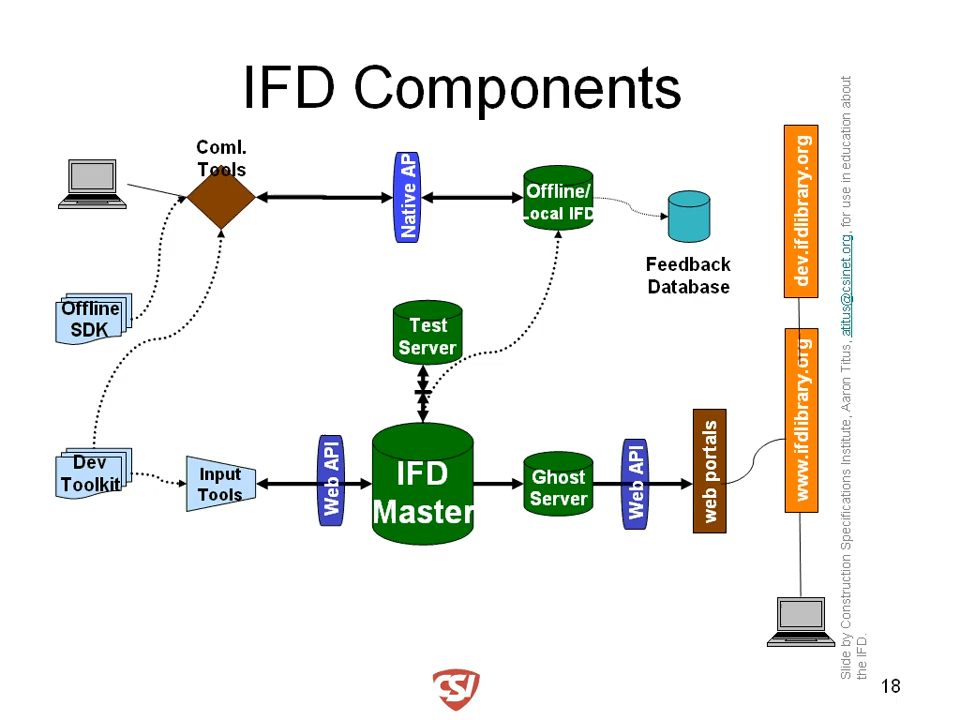 IFD Components
Coml.
Tools
Native AP
Offline/
Local IFD
Feedback
Database
dev.ifdlibrary.org
Offline
SDK
Test
Server
www.ifdlibrary.org
Dev
Toolkit
Input
Tools
Web API
IFD
Master
Ghost
Server
Web API
web portals
Slide by Construction Specifications Institute, Aaron Titus, atitus@csinet.org, for use in education about
the IFD.
CSI
18